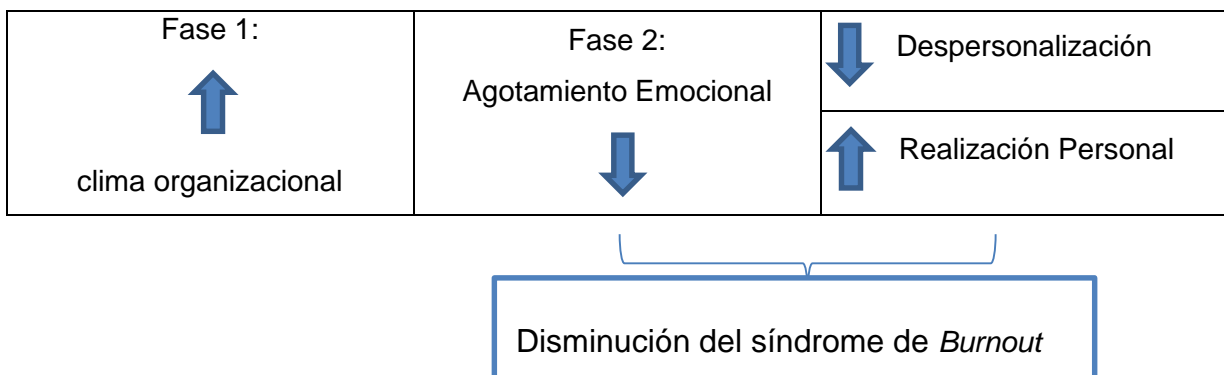 Fase 1:
clima organizacional
Fase 2:
Agotamiento Emocional
Despersonalización
Realización Personal
Disminución del síndrome de Burnout